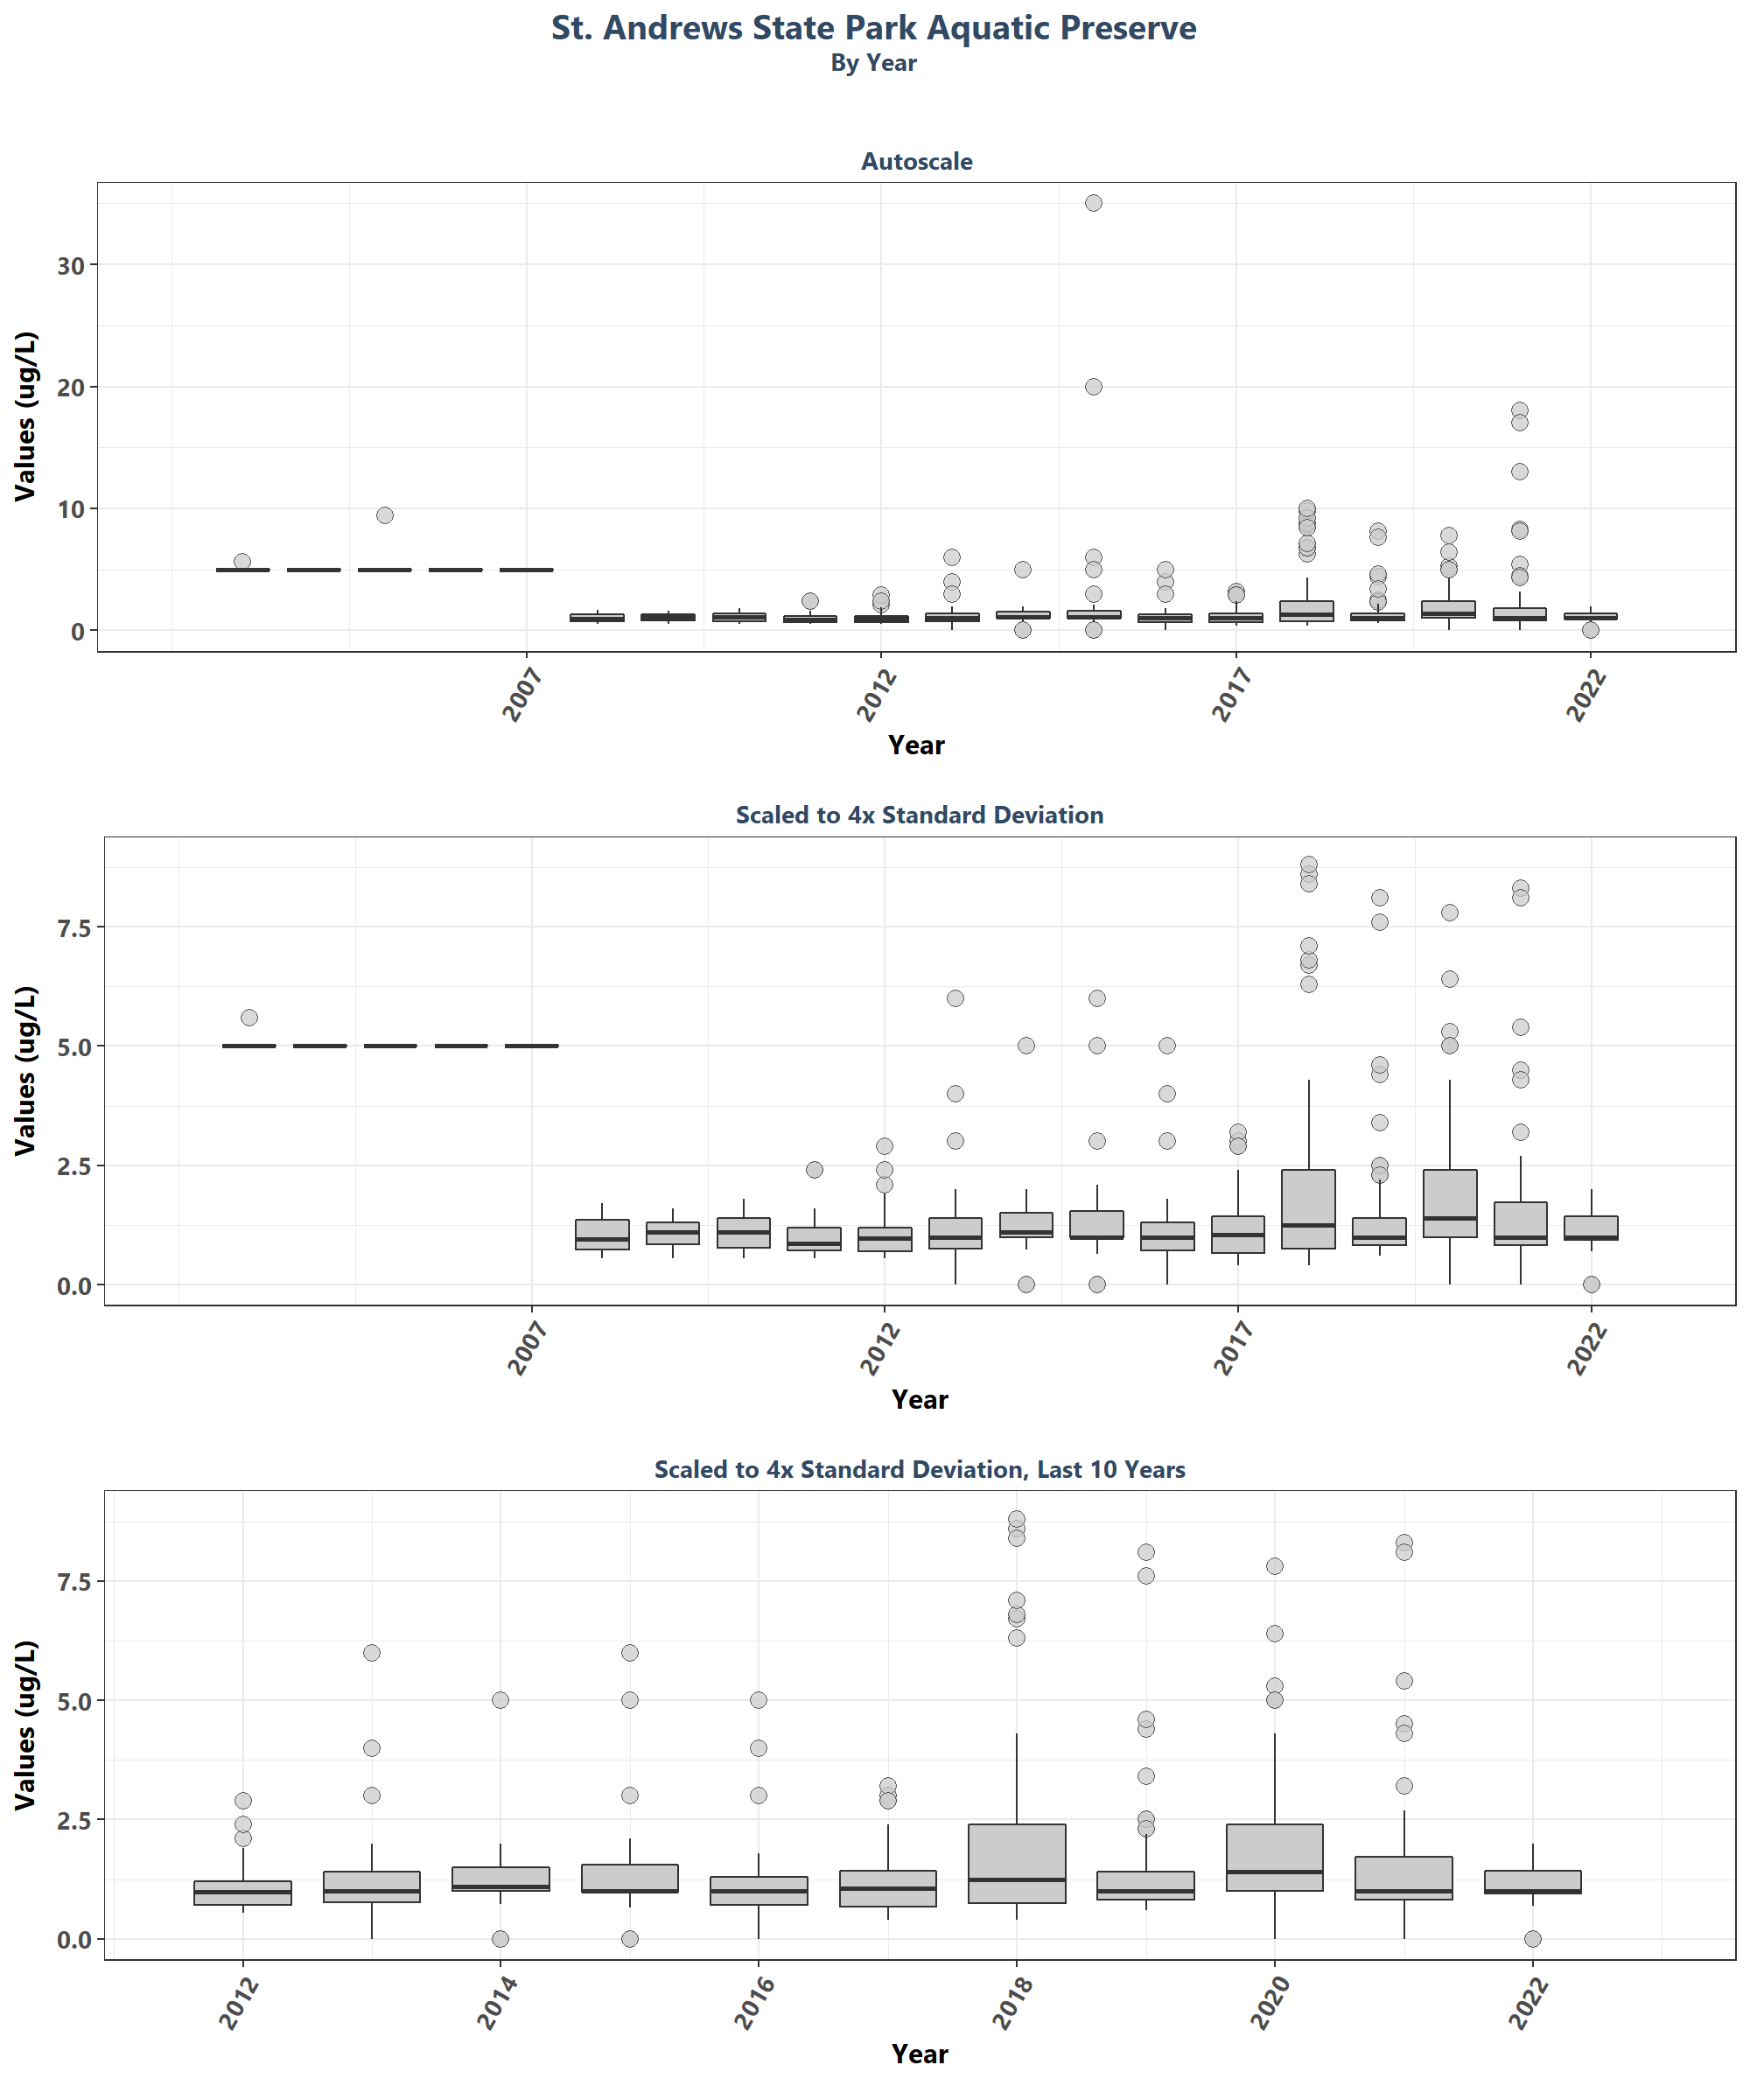 St. Andrews State Park Aquatic Preserve
By Year
Autoscale
Values (ug/L)
30
20
10
0
2007
2012
2017
2022
Year
Scaled to 4x Standard Deviation
Values (ug/L)
7.5
5.0
2.5
0.0
2007
2012
2017
2022
Year
Scaled to 4x Standard Deviation, Last 10 Years
Values (ug/L)
7.5
5.0
2.5
0.0
2012
2014
2016
2018
2020
2022
Year